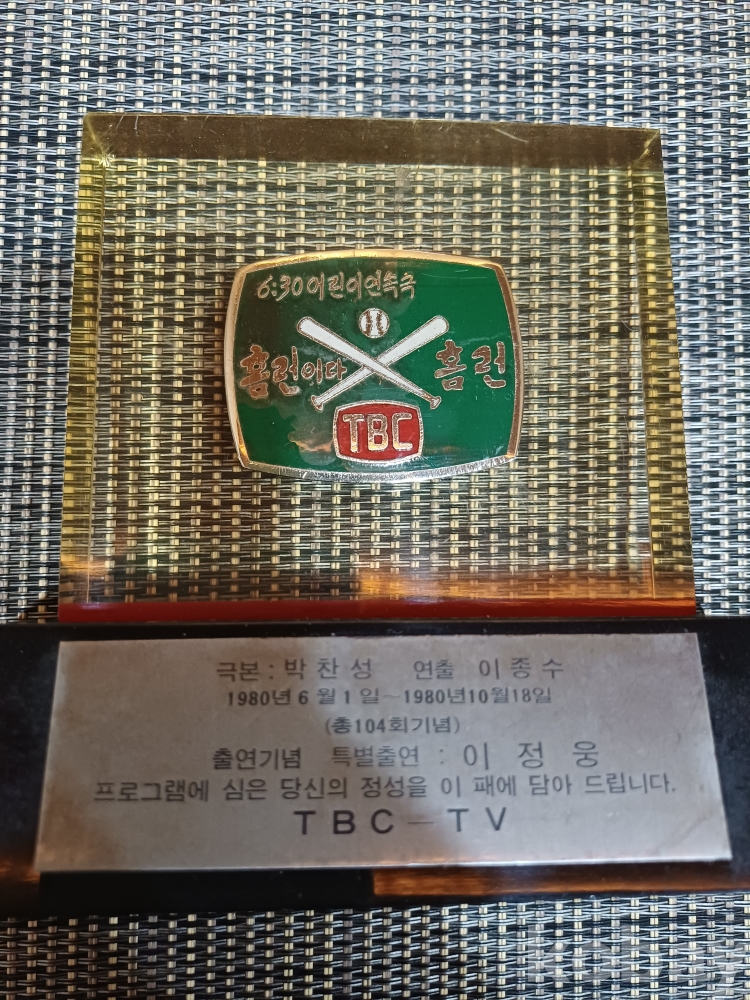 6:30어린이연속극
홈런이다 홈런
TBC
극본: 박찬성 연출 이종수
1980년 6월 1일~1980년10월18일
(총104회기념)
출연기념 특별출연 : 이 정 웅
프로그램에 심은 당신의 정성을 이 패에 담아 드립니다.
TBC-TV